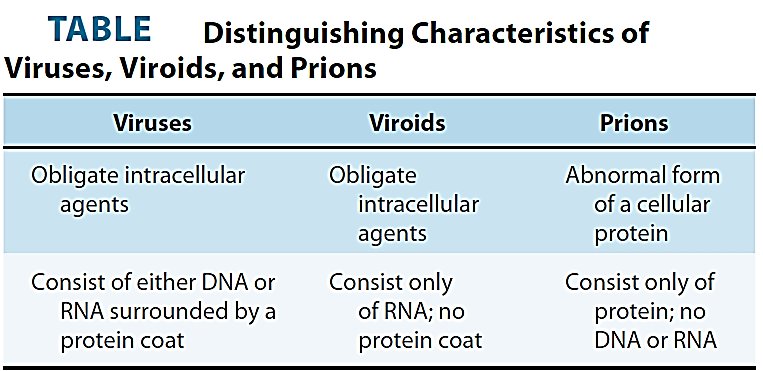 TABLE Distinguishing Characteristics of
Viruses, Viroids, and Prions
Viruses Viroids Prions
Obligate intracellular Obligate Abnormal form
agents intracellular of a cellular
agents protein
Consist of either DNA or Consist only Consist only of
RNA surrounded by a of RNA; no protein; no
protein coat protein coat DNA or RNA